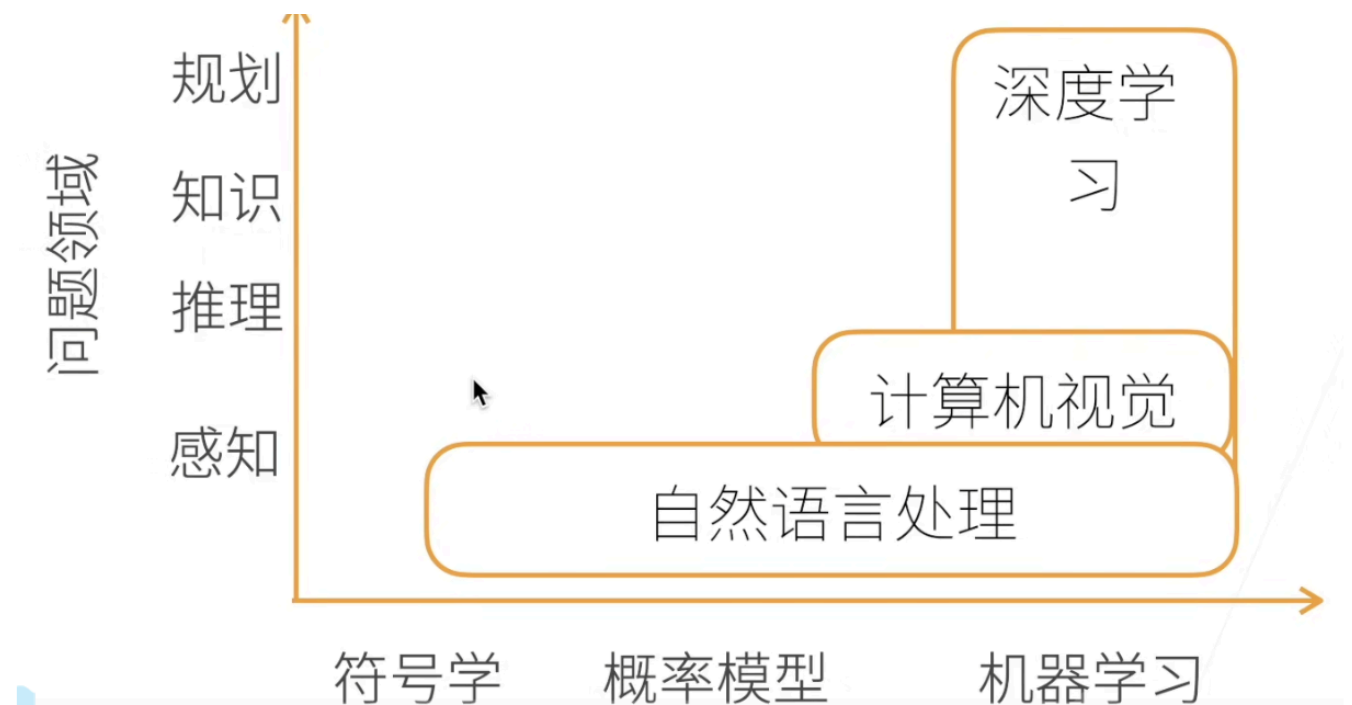 规划
知识
推理
感知
问题领域
深度学
习
计算机视觉
自然语言处理
符号学
概率模型
机器学习